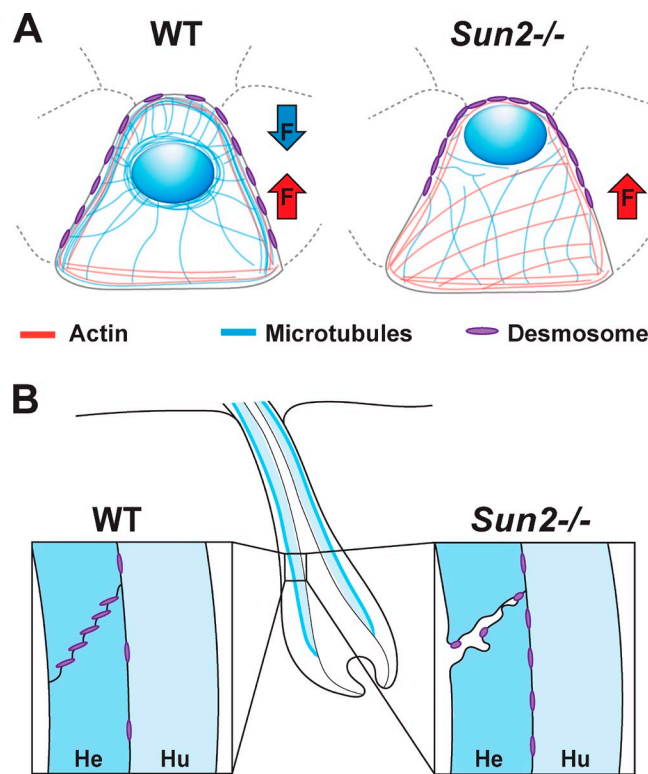 A
WT
Sun2-/-
F
F
F
Actin
Microtubules
Desmosome
B
WT
Sun2-/-
He
Hu
He
Hu